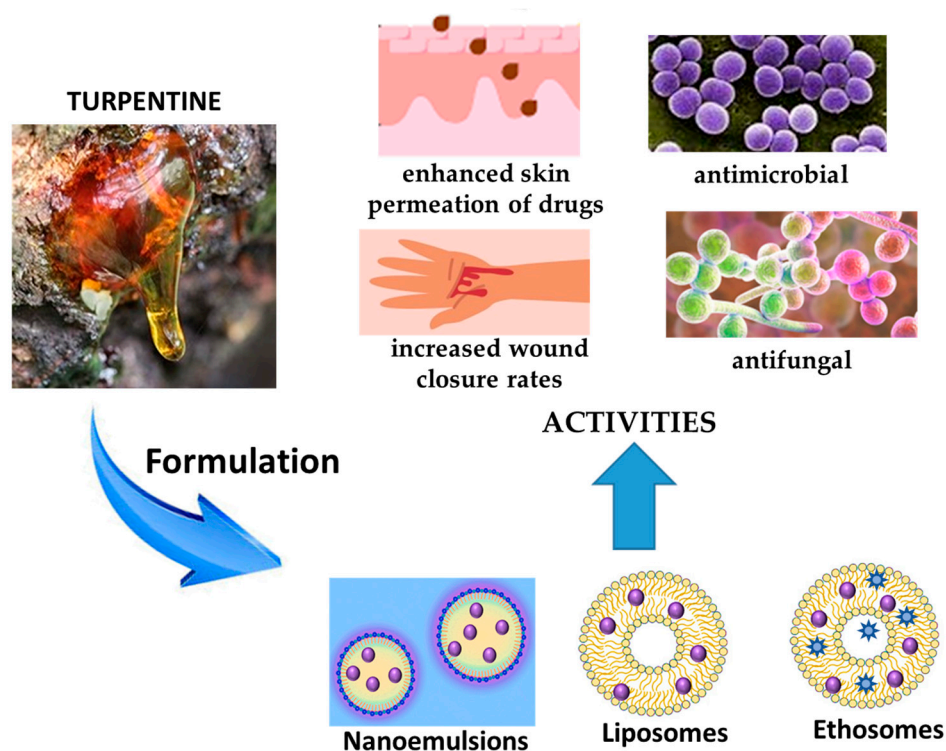 TURPENTINE
enhanced skin
permeation of drugs
antimicrobial
increased wound
closure rates
antifungal
ACTIVITIES
Formulation
Nanoemulsions
Liposomes
Ethosomes